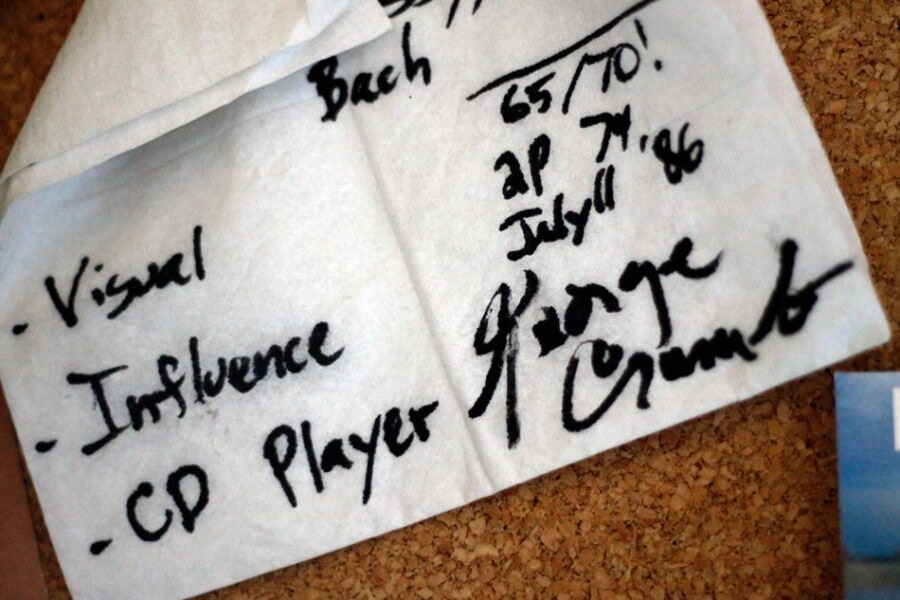 Bach
65/70!
ap 74, '86
July 11
George
Crumb
· Visual
· Influence
· CD Player